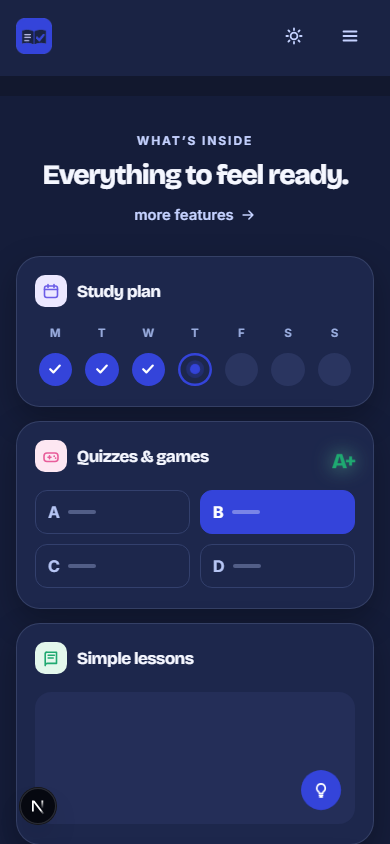 WHAT'S INSIDE
Everything to feel ready.
more features →
Study plan
M T W T F S S
Quizzes & games
A+
A
B
C
D
Simple lessons
N